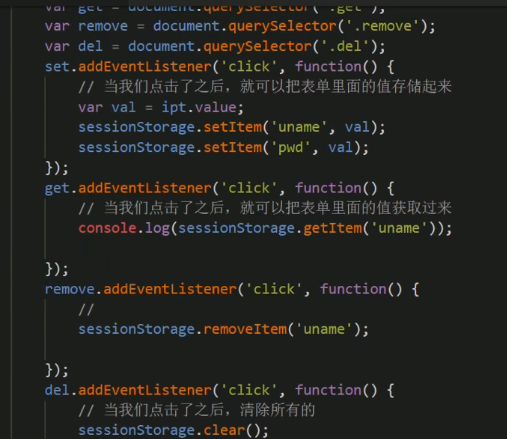 var get = document.querySelector('.get');
var remove = document.querySelector('.remove');
var del = document.querySelector('.del');
set.addEventListener('click', function() {
// 当我们点击了之后，就可以把表单里面的值存储起来
var val = ipt.value;
sessionStorage.setItem('uname', val);
sessionStorage.setItem('pwd', val);
});
get.addEventListener('click', function() {
// 当我们点击了之后，就可以把表单里面的值获取过来
console.log(sessionStorage.getItem('uname'));
});
remove.addEventListener('click', function() {
//
sessionStorage.removeItem('uname');
});
del.addEventListener('click', function() {
// 当我们点击了之后，清除所有的
sessionStorage.clear();